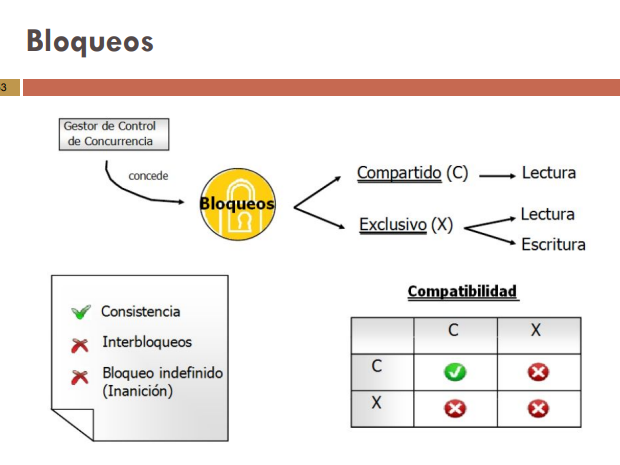 Bloqueos
3
Gestor de Control
de Concurrencia
concede
Bloqueos
Compartido (C)
Lectura
Exclusivo (X)
Lectura
Escritura
Consistencia
Interbloqueos
Bloqueo indefinido
(Inanición)
Compatibilidad
C X
C
X